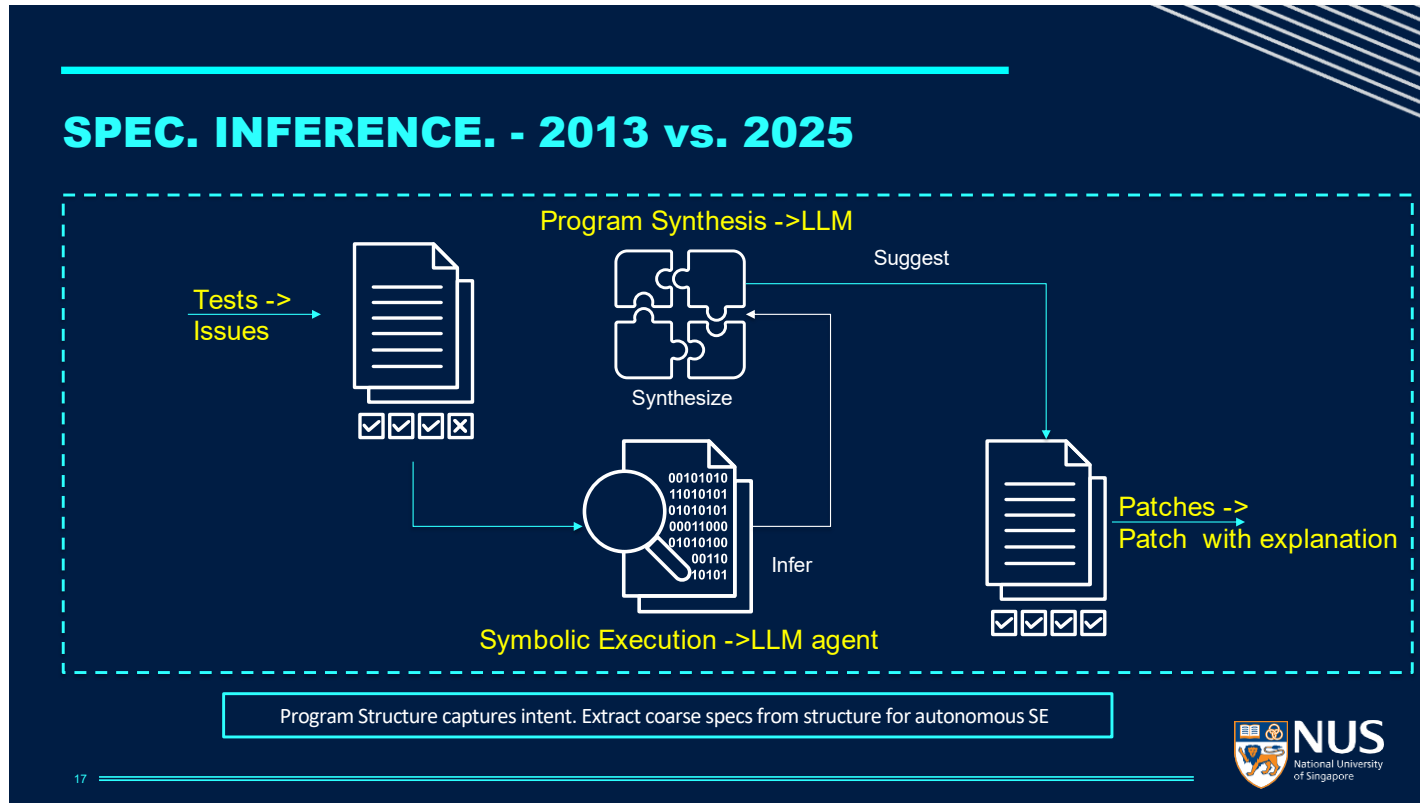 SPEC. INFERENCE. - 2013 vs. 2025
Program Synthesis ->LLM
Suggest
Tests ->
Issues
Synthesize
00101010
11010101
01010101
00011000
01010100
00110
10101
Infer
Patches ->
Patch with explanation
Symbolic Execution ->LLM agent
Program Structure captures intent. Extract coarse specs from structure for autonomous SE
NUS
National University
of Singapore
17